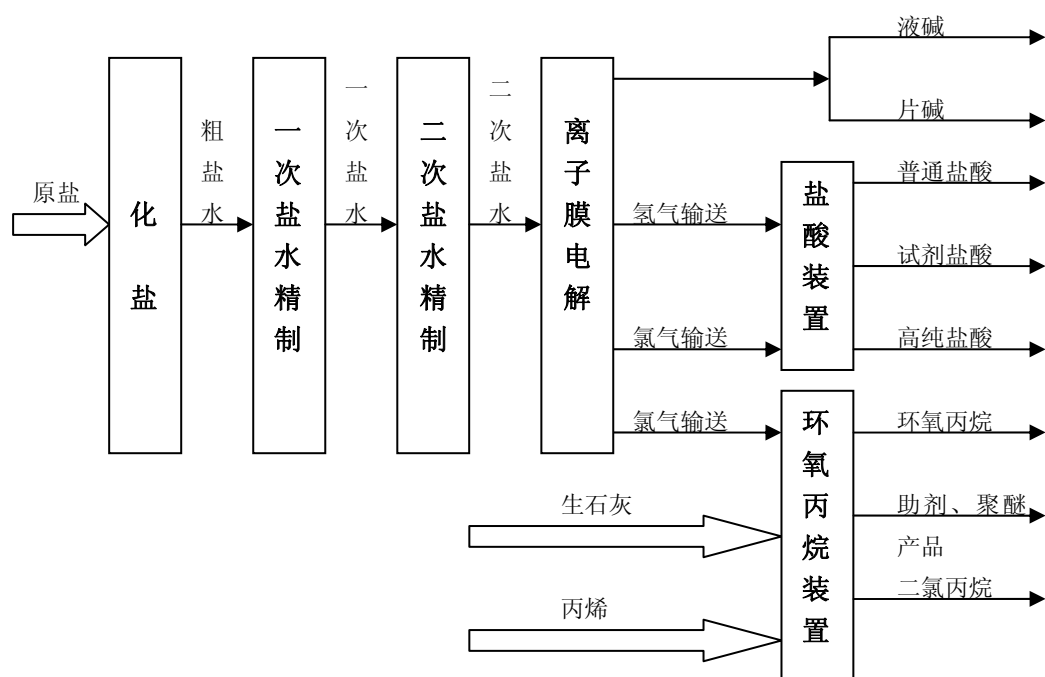 原盐
化盐
粗盐水
一次盐水精制
一次盐水
二次盐水精制
二次盐水
离子膜电解
液碱
片碱
氢气输送
氯气输送
盐酸装置
普通盐酸
试剂盐酸
高纯盐酸
氯气输送
生石灰
丙烯
环氧丙烷装置
环氧丙烷
助剂、聚醚
产品
二氯丙烷